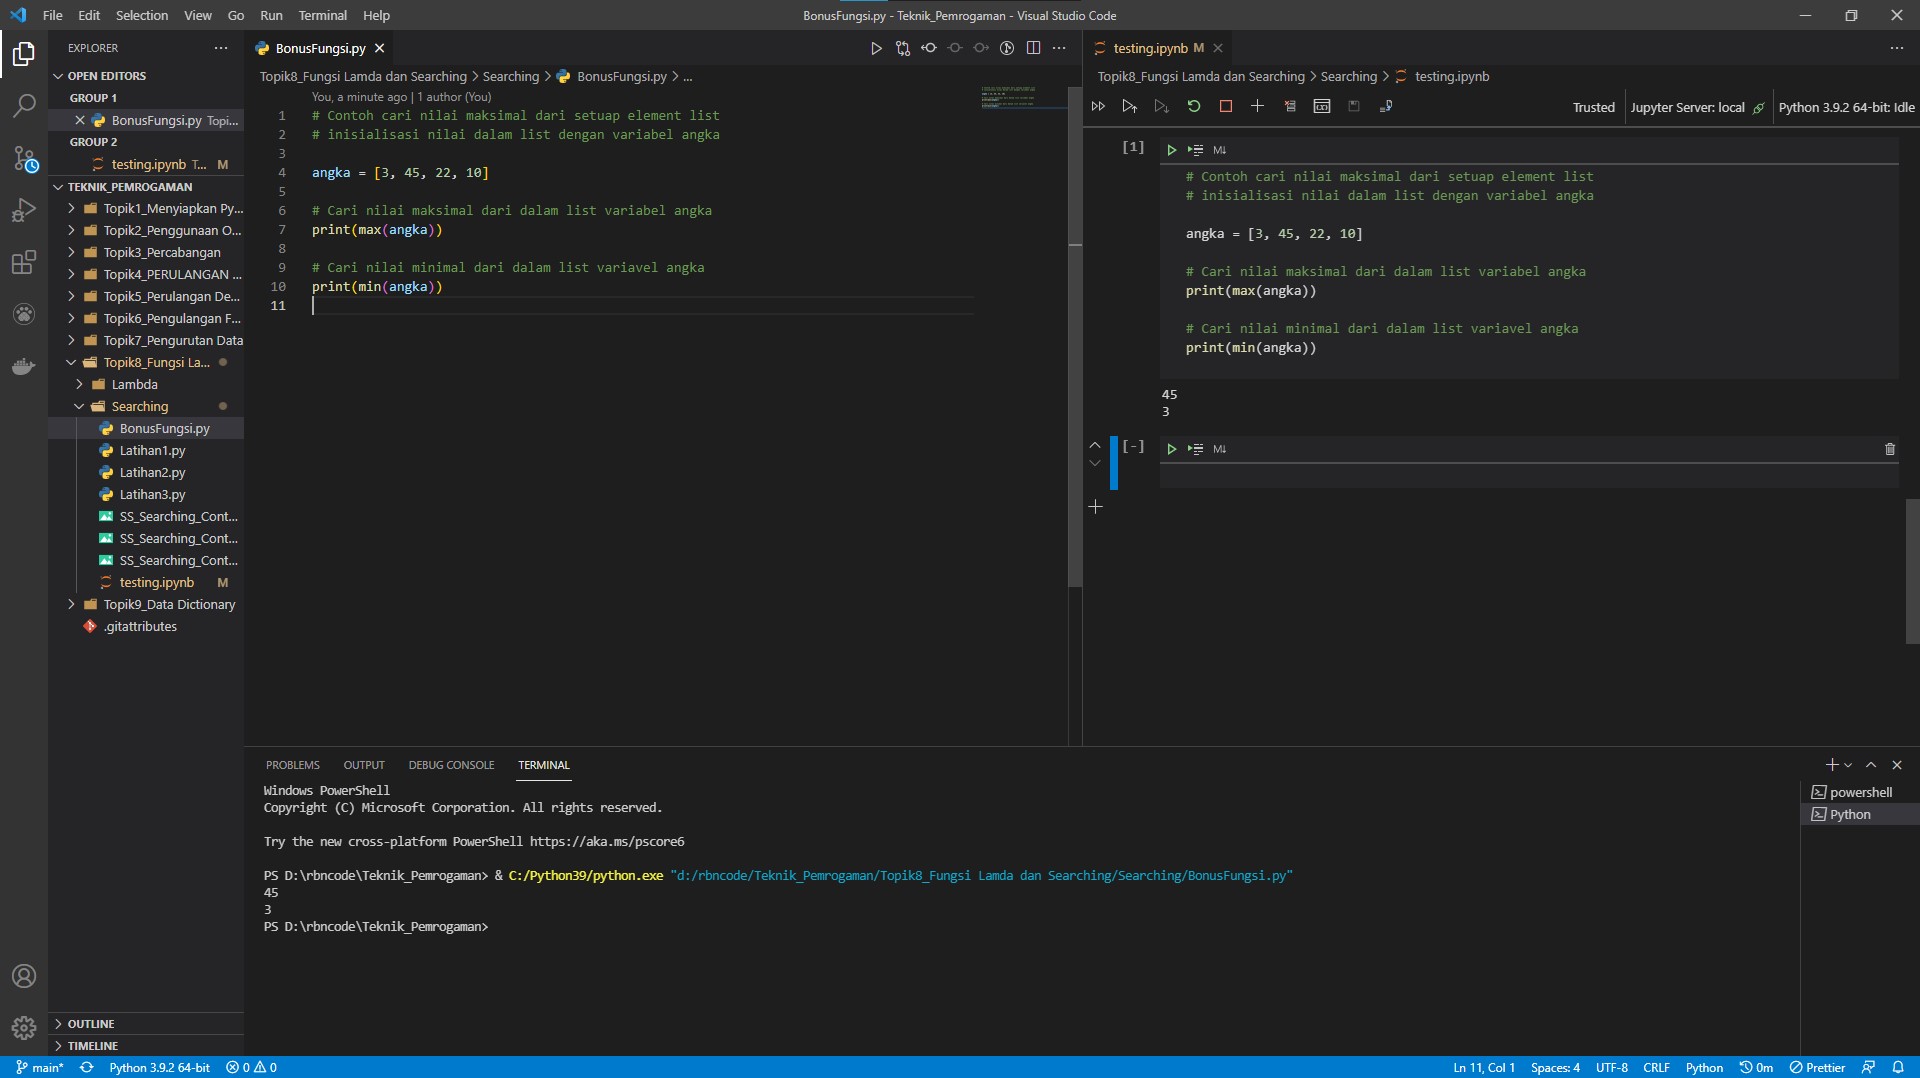 File Edit Selection View Go Run Terminal Help
BonusFungsi.py - Teknik_Pemrogaman - Visual Studio Code
EXPLORER
OPEN EDITORS
GROUP 1
BonusFungsi.py Topi...
GROUP 2
testing.ipynb T... M
TEKNIK_PEMROGAMAN
Topik1_Menyiapkan Py...
Topik2_Penggunaan O...
Topik3_Percabangan
Topik4_PERULANGAN ...
Topik5_Perulangan De...
Topik6_Pengulangan F...
Topik7_Pengurutan Data
Topik8_Fungsi La...
Lambda
Searching
BonusFungsi.py
Latihan1.py
Latihan2.py
Latihan3.py
SS_Searching_Cont...
SS_Searching_Cont...
SS_Searching_Cont...
testing.ipynb M
Topik9_Data Dictionary
.gitattributes
OUTLINE
TIMELINE
BonusFungsi.py
Topik8_Fungsi Lamda dan Searching > Searching > BonusFungsi.py > ...
You, a minute ago | 1 author (You)
1 # Contoh cari nilai maksimal dari setuap element list
2 # inisialisasi nilai dalam list dengan variabel angka
3
4 angka = [3, 45, 22, 10]
5
6 # Cari nilai maksimal dari dalam list variabel angka
7 print(max(angka))
8
9 # Cari nilai minimal dari dalam list variavel angka
10 print(min(angka))
11
testing.ipynb M
Topik8_Fungsi Lamda dan Searching > Searching > testing.ipynb
Trusted Jupyter Server: local Python 3.9.2 64-bit: Idle
[1] M↓
# Contoh cari nilai maksimal dari setuap element list
# inisialisasi nilai dalam list dengan variabel angka
angka = [3, 45, 22, 10]
# Cari nilai maksimal dari dalam list variabel angka
print(max(angka))
# Cari nilai minimal dari dalam list variavel angka
print(min(angka))
45
3
[-] M↓
PROBLEMS OUTPUT DEBUG CONSOLE TERMINAL
Windows PowerShell
Copyright (C) Microsoft Corporation. All rights reserved.
Try the new cross-platform PowerShell https://aka.ms/pscore6
PS D:\rbncode\Teknik_Pemrogaman> & C:/Python39/python.exe "d:/rbncode/Teknik_Pemrogaman/Topik8_Fungsi Lamda dan Searching/Searching/BonusFungsi.py"
45
3
PS D:\rbncode\Teknik_Pemrogaman>
powershell
Python
main* Python 3.9.2 64-bit 0 0 Ln 11, Col 1 Spaces: 4 UTF-8 CRLF Python 0m Prettier